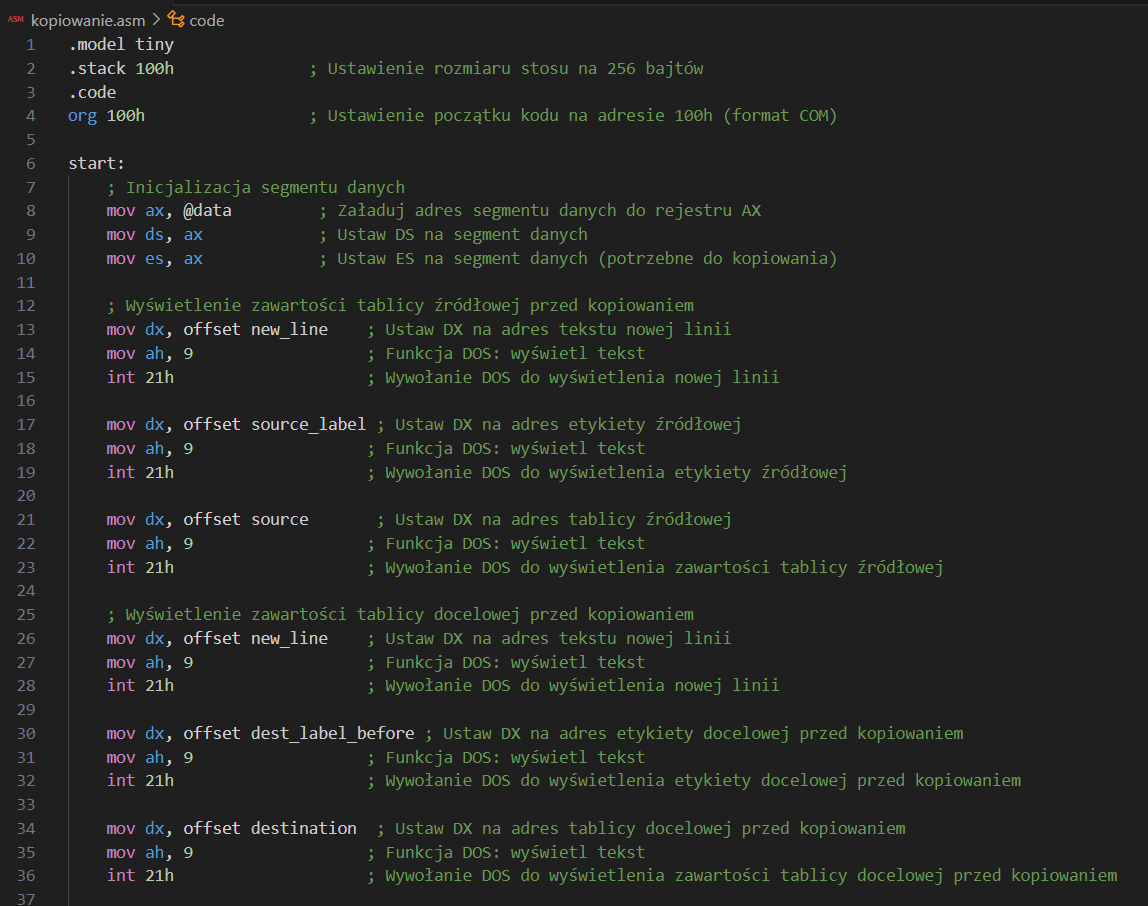 ASM kopiowanie.asm > code
1 .model tiny
2 .stack 100h ; Ustawienie rozmiaru stosu na 256 bajtów
3 .code
4 org 100h ; Ustawienie początku kodu na adresie 100h (format COM)
5
6 start:
7 ; Inicjalizacja segmentu danych
8 mov ax, @data ; Załaduj adres segmentu danych do rejestru AX
9 mov ds, ax ; Ustaw DS na segment danych
10 mov es, ax ; Ustaw ES na segment danych (potrzebne do kopiowania)
11
12 ; Wyświetlenie zawartości tablicy źródłowej przed kopiowaniem
13 mov dx, offset new_line ; Ustaw DX na adres tekstu nowej linii
14 mov ah, 9 ; Funkcja DOS: wyświetl tekst
15 int 21h ; Wywołanie DOS do wyświetlenia nowej linii
16
17 mov dx, offset source_label ; Ustaw DX na adres etykiety źródłowej
18 mov ah, 9 ; Funkcja DOS: wyświetl tekst
19 int 21h ; Wywołanie DOS do wyświetlenia etykiety źródłowej
20
21 mov dx, offset source ; Ustaw DX na adres tablicy źródłowej
22 mov ah, 9 ; Funkcja DOS: wyświetl tekst
23 int 21h ; Wywołanie DOS do wyświetlenia zawartości tablicy źródłowej
24
25 ; Wyświetlenie zawartości tablicy docelowej przed kopiowaniem
26 mov dx, offset new_line ; Ustaw DX na adres tekstu nowej linii
27 mov ah, 9 ; Funkcja DOS: wyświetl tekst
28 int 21h ; Wywołanie DOS do wyświetlenia nowej linii
29
30 mov dx, offset dest_label_before ; Ustaw DX na adres etykiety docelowej przed kopiowaniem
31 mov ah, 9 ; Funkcja DOS: wyświetl tekst
32 int 21h ; Wywołanie DOS do wyświetlenia etykiety docelowej przed kopiowaniem
33
34 mov dx, offset destination ; Ustaw DX na adres tablicy docelowej przed kopiowaniem
35 mov ah, 9 ; Funkcja DOS: wyświetl tekst
36 int 21h ; Wywołanie DOS do wyświetlenia zawartości tablicy docelowej przed kopiowaniem
37